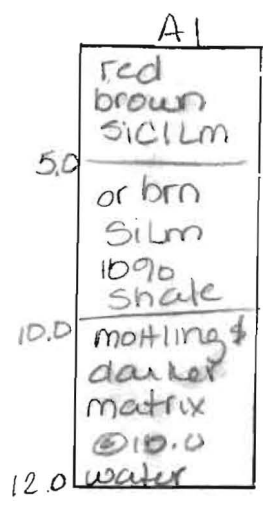 A1
red
brown
SiClLm
5.0
or brn
SiLm
10%
Shale
10.0
mottling &
darker
matrix
@10.0
12.0 water